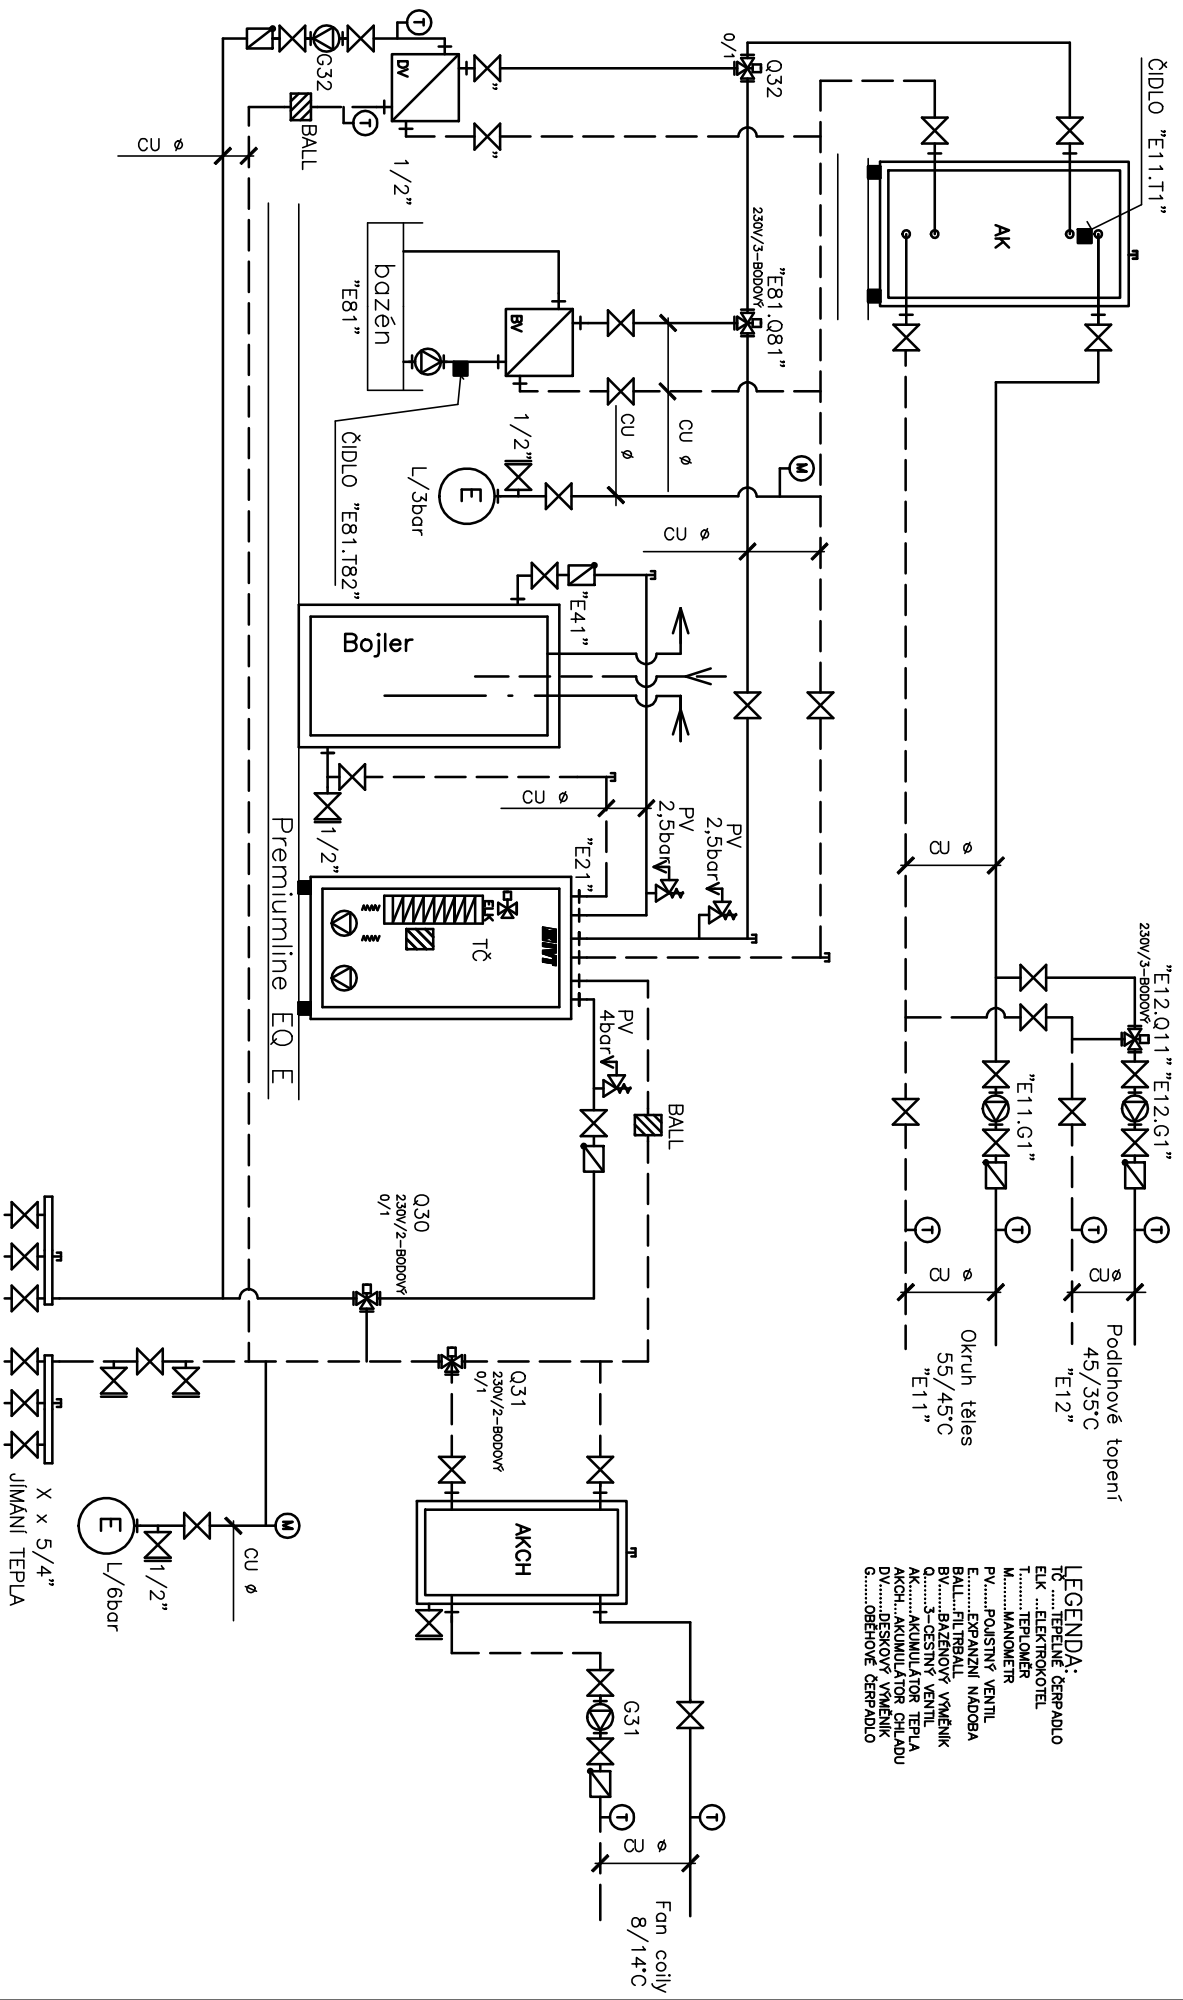 ČIDLO "E11.T1"
AK
Q32
0/1
T
G32
DV
"
"
BALL
T
CU ø
1/2"
"E81.Q81"
230V/3-BODOVÝ
BV
bazén
"E81"
ČIDLO "E81.T82"
CU ø
CU ø
1/2"
E
L/3bar
M
CU ø
"E41"
Bojler
1/2"
CU ø
PV
2,5bar
PV
2,5bar
"E21"
ELK
IVT
TČ
Premiumline EQ E
CU ø
"E12.Q11"
230V/3-BODOVÝ
"E12.G1"
"E11.G1"
T
T
T
T
CU ø
CU ø
Podlahové topení
45/35°C
"E12"
Okruh těles
55/45°C
"E11"
PV
4bar
BALL
Q30
230V/2-BODOVÝ
0/1
Q31
230V/2-BODOVÝ
0/1
X x 5/4"
JÍMÁNÍ TEPLA
M
CU ø
E
1/2"
L/6bar
AKCH
G31
T
T
CU ø
Fan coily
8/14°C
LEGENDA:
TČ .....TEPELNÉ ČERPADLO
ELK ...ELEKTROKOTEL
T.........TEPLOMĚR
M........MANOMETR
PV.......POJISTNÝ VENTIL
E.........EXPANZNÍ NÁDOBA
BALL...FILTRBALL
BV.......BAZÉNOVÝ VÝMĚNÍK
Q........3-CESTNÝ VENTIL
AK.......AKUMULÁTOR TEPLA
AKCH...AKUMULÁTOR CHLADU
DV.......DESKOVÝ VÝMĚNÍK
G........OBĚHOVÉ ČERPADLO